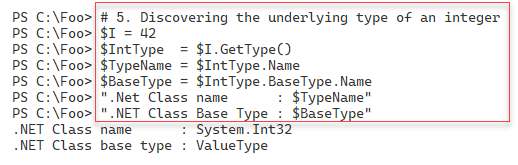 PS C:\Foo> # 5. Discovering the underlying type of an integer
PS C:\Foo> $I = 42
PS C:\Foo> $IntType  = $I.GetType()
PS C:\Foo> $TypeName = $IntType.Name
PS C:\Foo> $BaseType = $IntType.BaseType.Name
PS C:\Foo> ".Net Class name      : $TypeName"
PS C:\Foo> ".NET Class Base Type : $BaseType"
.NET Class name      : System.Int32
.NET Class base type : ValueType